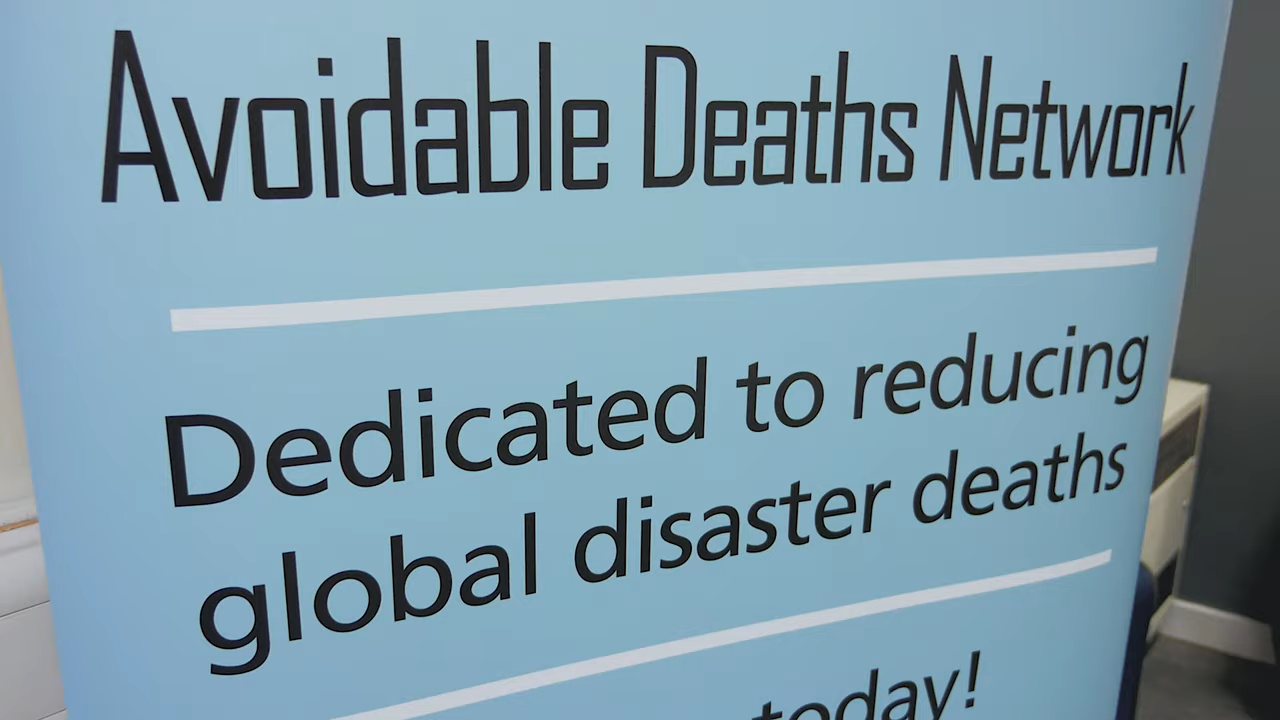 Avoidable Deaths Network
Dedicated to reducing
global disaster deaths
today!